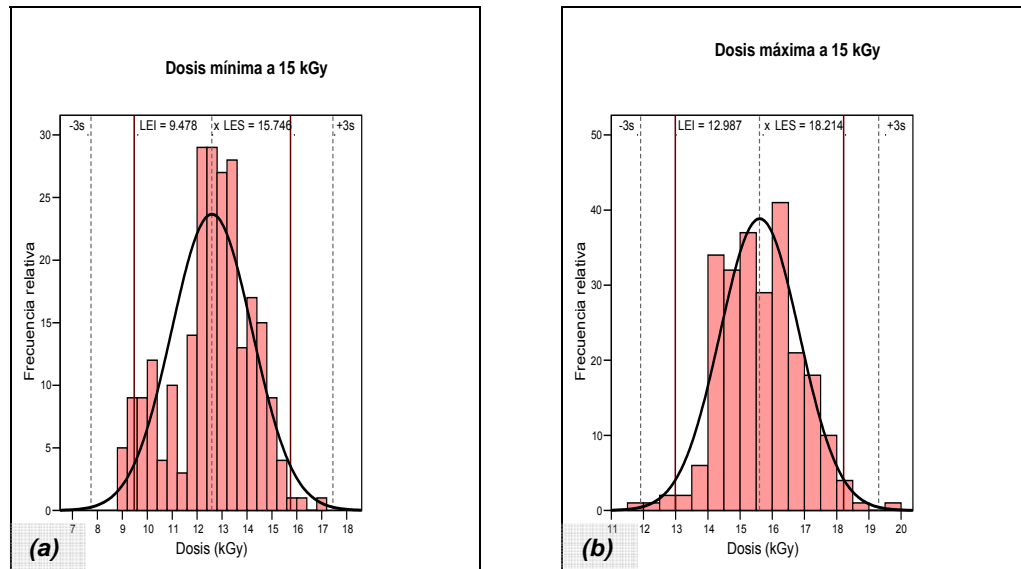 Dosis mínima a 15 kGy
-3s LEI = 9.478 x LES = 15.746 +3s
30
25
20
15
10
5
0
Frecuencia relativa
7 8 9 10 11 12 13 14 15 16 17 18
Dosis (kGy)
(a)
Dosis máxima a 15 kGy
-3s LEI = 12.987 x LES = 18.214 +3s
50
40
30
20
10
0
Frecuencia relativa
11 12 13 14 15 16 17 18 19 20
Dosis (kGy)
(b)